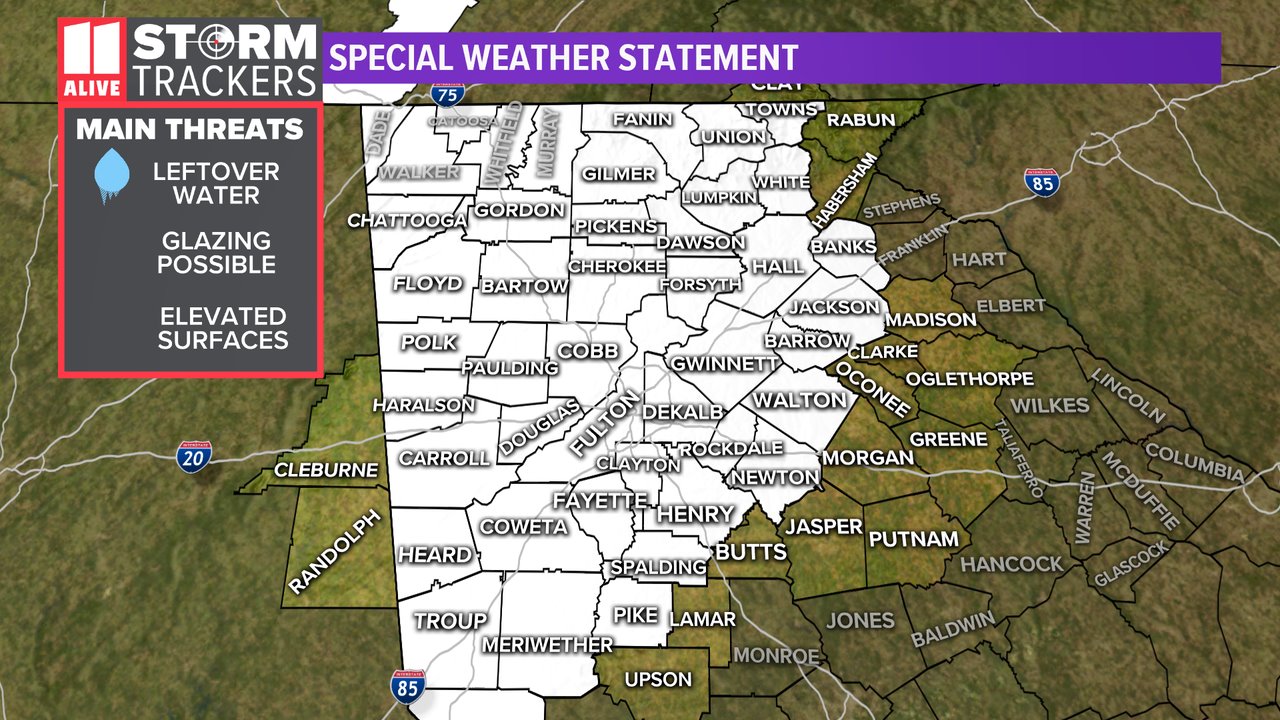 11
ALIVE
STORM
TRACKERS
SPECIAL WEATHER STATEMENT
MAIN THREATS
LEFTOVER
WATER
GLAZING
POSSIBLE
ELEVATED
SURFACES
INTERSTATE
75
CLAY
DADE
CATOOSA
WHITFIELD
MURRAY
FANIN
TOWNS
UNION
RABUN
WALKER
GILMER
WHITE
LUMPKIN
HABERSHAM
INTERSTATE
85
STEPHENS
CHATTOOGA
GORDON
PICKENS
DAWSON
BANKS
FRANKLIN
HART
CHEROKEE
HALL
FLOYD
BARTOW
FORSYTH
JACKSON
MADISON
ELBERT
POLK
COBB
BARROW
CLARKE
PAULDING
GWINNETT
OCONEE
OGLETHORPE
LINCOLN
HARALSON
DOUGLAS
FULTON
DEKALB
WALTON
WILKES
GREENE
TALIAFERRO
INTERSTATE
20
CLEBURNE
CARROLL
CLAYTON
ROCKDALE
NEWTON
MORGAN
WARREN
MCDUFFIE
COLUMBIA
RANDOLPH
FAYETTE
HENRY
COWETA
JASPER
PUTNAM
HEARD
SPALDING
BUTTS
HANCOCK
GLASCOCK
TROUP
PIKE
LAMAR
JONES
BALDWIN
MERIWETHER
MONROE
UPSON
INTERSTATE
85